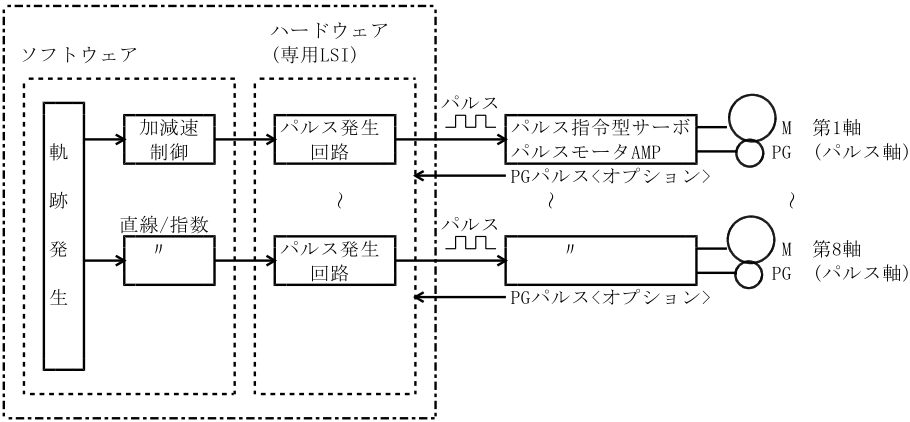 ハードウェア
(専用LSI)
ソフトウェア
軌跡発生
加減速
制御
パルス発生
回路
パルス
パルス指令型サーボ
パルスモータAMP
M
PG
第1軸
(パルス軸)
PGパルス<オプション>
~
~
~
直線/指数
〃
パルス発生
回路
パルス
〃
M
PG
第8軸
(パルス軸)
PGパルス<オプション>